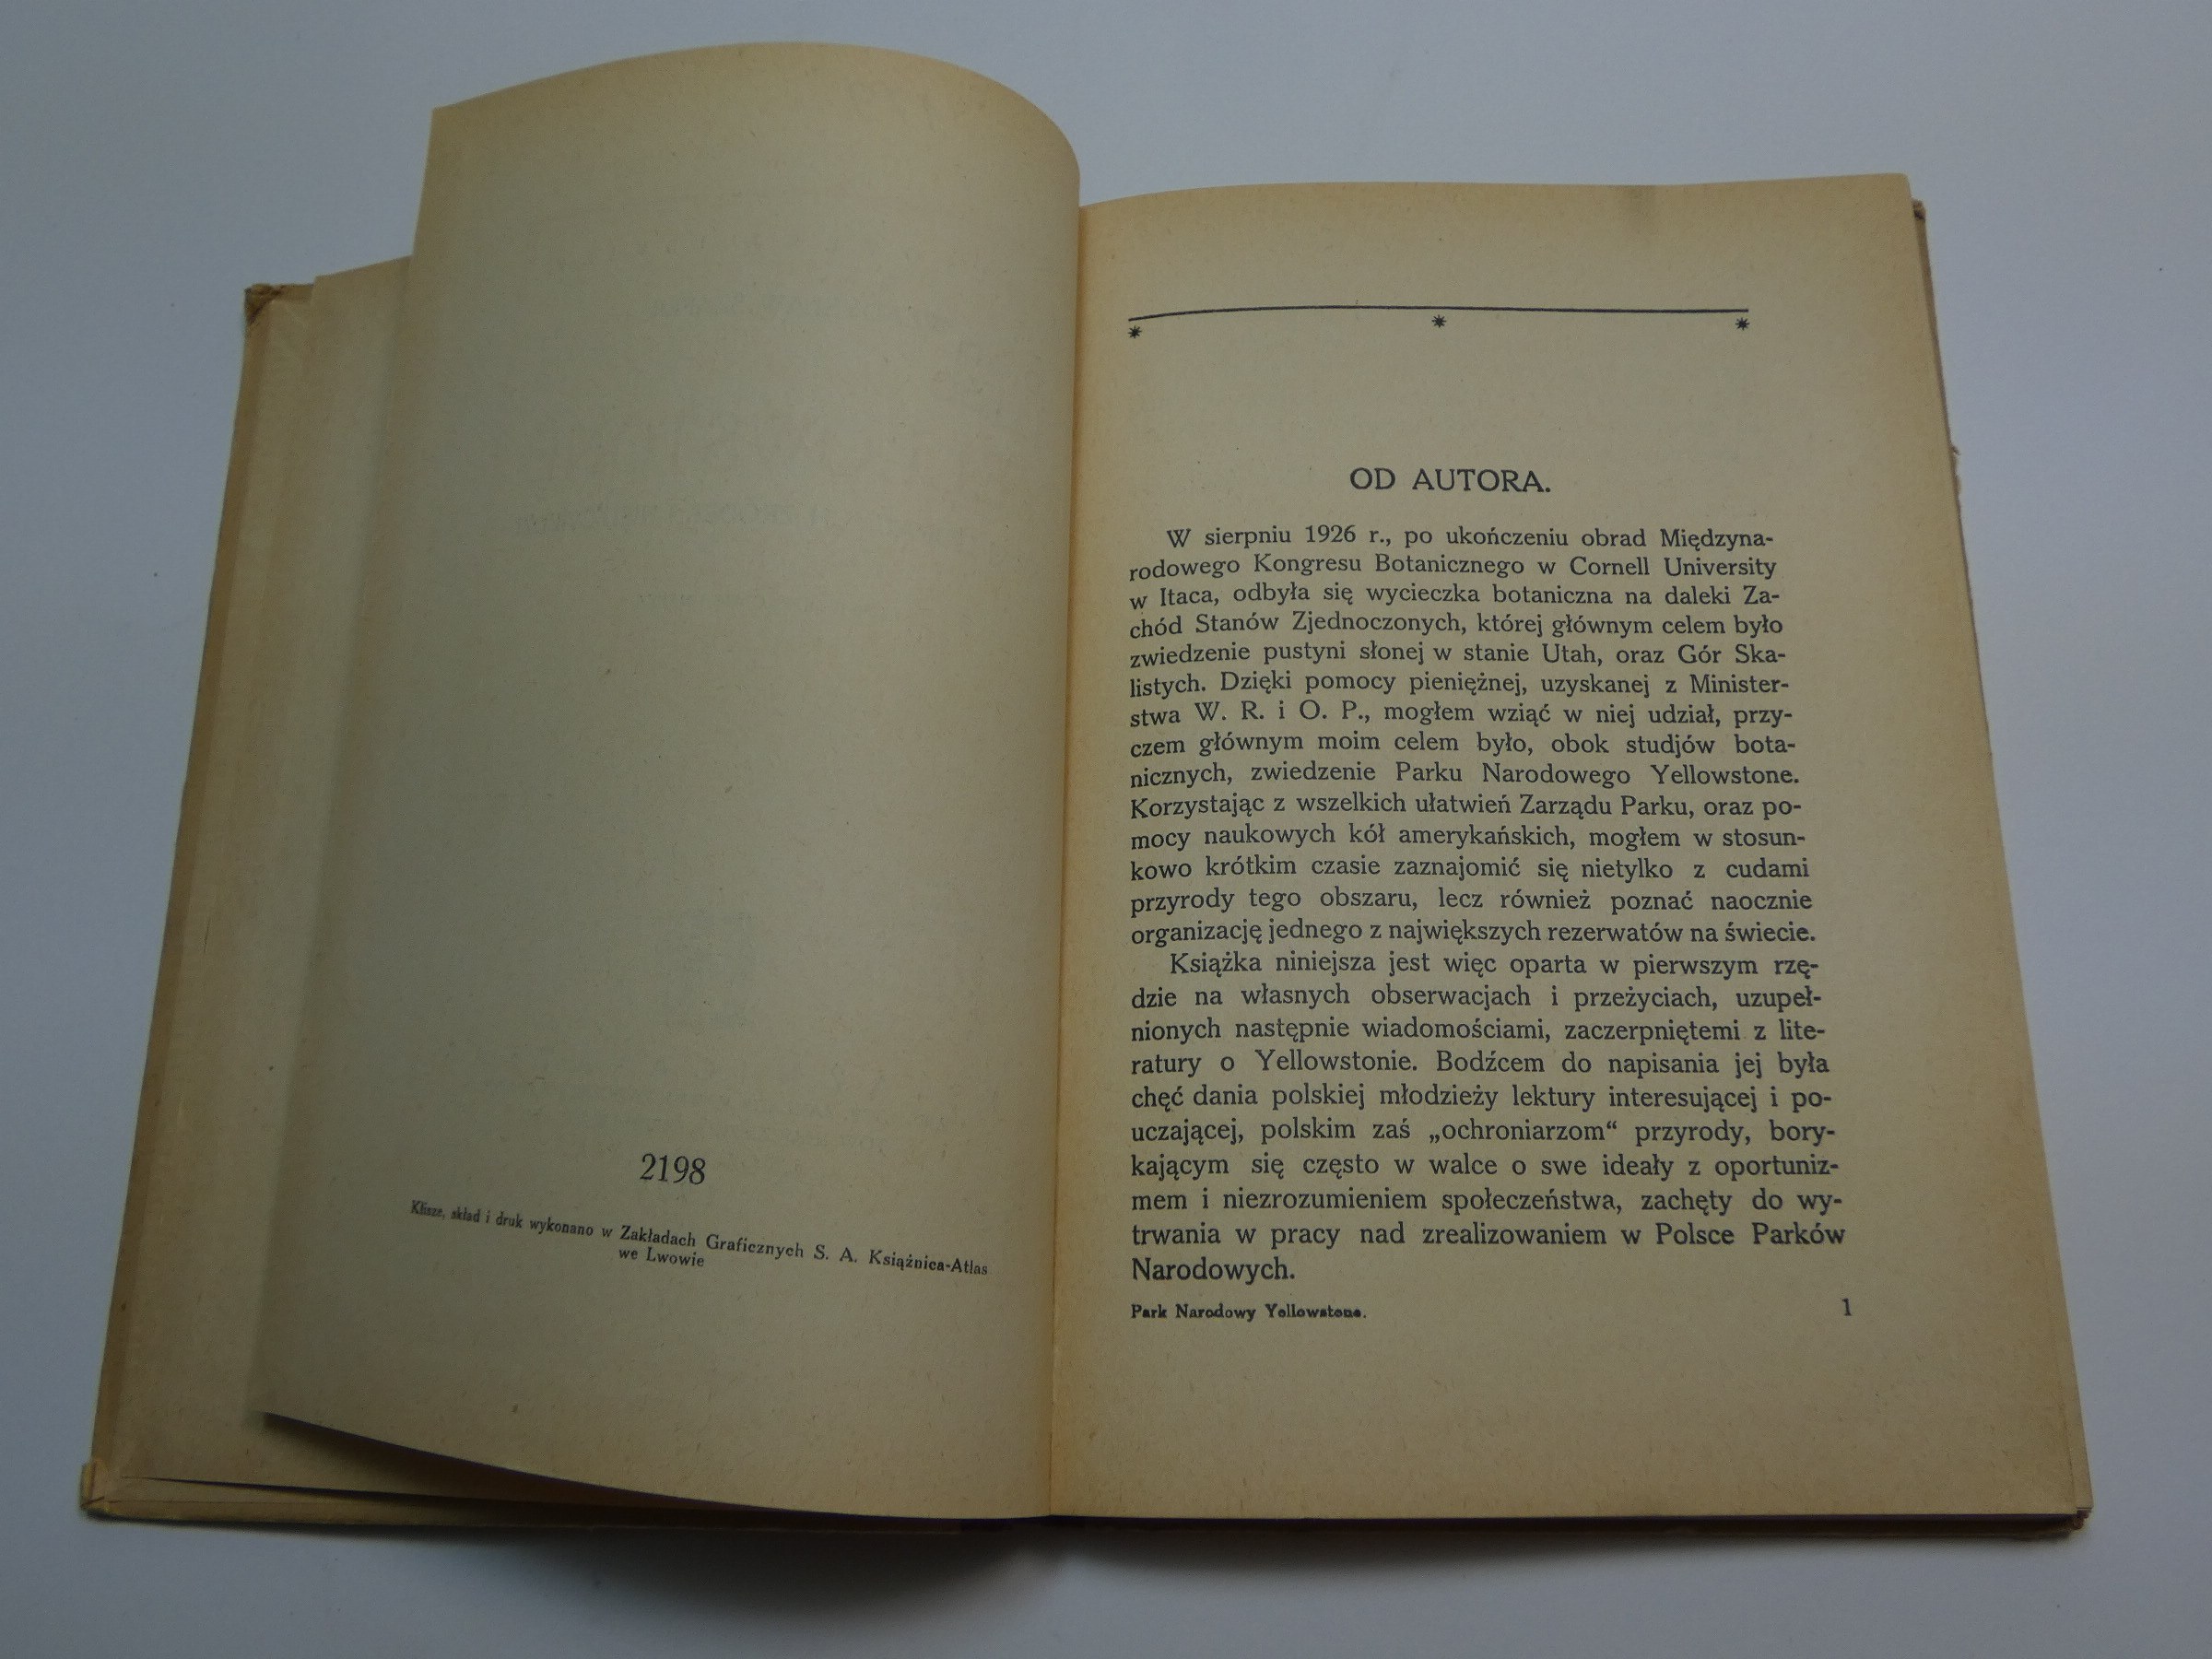 2198
Klisze, skład i druk wykonano w Zakładach Graficznych S. A. Książnica-Atlas
we Lwowie
OD AUTORA.
W sierpniu 1926 r., po ukończeniu obrad Międzyna-
rodowego Kongresu Botanicznego w Cornell University
w Itaca, odbyła się wycieczka botaniczna na daleki Za-
chód Stanów Zjednoczonych, której głównym celem było
zwiedzenie pustyni słonej w stanie Utah, oraz Gór Ska-
listych. Dzięki pomocy pieniężnej, uzyskanej z Minister-
stwa W. R. i O. P., mogłem wziąć w niej udział, przy-
czem głównym moim celem było, obok studjów bota-
nicznych, zwiedzenie Parku Narodowego Yellowstone.
Korzystając z wszelkich ułatwień Zarządu Parku, oraz po-
mocy naukowych kół amerykańskich, mogłem w stosun-
kowo krótkim czasie zaznajomić się nietylko z cudami
przyrody tego obszaru, lecz również poznać naocznie
organizację jednego z największych rezerwatów na świecie.
Książka niniejsza jest więc oparta w pierwszym rzę-
dzie na własnych obserwacjach i przeżyciach, uzupeł-
nionych następnie wiadomościami, zaczerpniętemi z lite-
ratury o Yellowstonie. Bodźcem do napisania jej była
chęć dania polskiej młodzieży lektury interesującej i po-
uczającej, polskim zaś „ochroniarzom“ przyrody, bory-
kającym się często w walce o swe ideały z oportuniz-
mem i niezrozumieniem społeczeństwa, zachęty do wy-
trwania w pracy nad zrealizowaniem w Polsce Parków
Narodowych.
Park Narodowy Yellowstone. 1